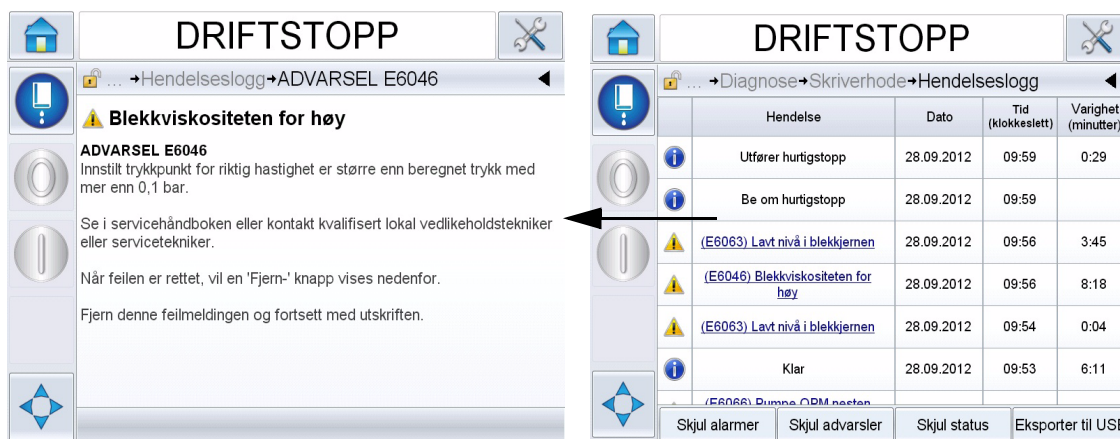 DRIFTSTOPP
... →Hendelseslogg→ADVARSEL E6046
Blekkviskositeten for høy
ADVARSEL E6046
Innstilt trykkpunkt for riktig hastighet er større enn beregnet trykk med
mer enn 0,1 bar.
Se i servicehåndboken eller kontakt kvalifisert lokal vedlikeholdstekniker
eller servicetekniker.
Når feilen er rettet, vil en 'Fjern-' knapp vises nedenfor.
Fjern denne feilmeldingen og fortsett med utskriften.
DRIFTSTOPP
... →Diagnose→Skriverhode→Hendelseslogg
Hendelse Dato Tid (klokkeslett) Varighet (minutter)
Utfører hurtigstopp 28.09.2012 09:59 0:29
Be om hurtigstopp 28.09.2012 09:59
(E6063) Lavt nivå i blekkjernen 28.09.2012 09:56 3:45
(E6046) Blekkviskositeten for høy 28.09.2012 09:56 8:18
(E6063) Lavt nivå i blekkjernen 28.09.2012 09:54 0:04
Klar 28.09.2012 09:53 6:11
(E6066) Pumpe OPM nesten
Skjul alarmer Skjul advarsler Skjul status Eksporter til USB